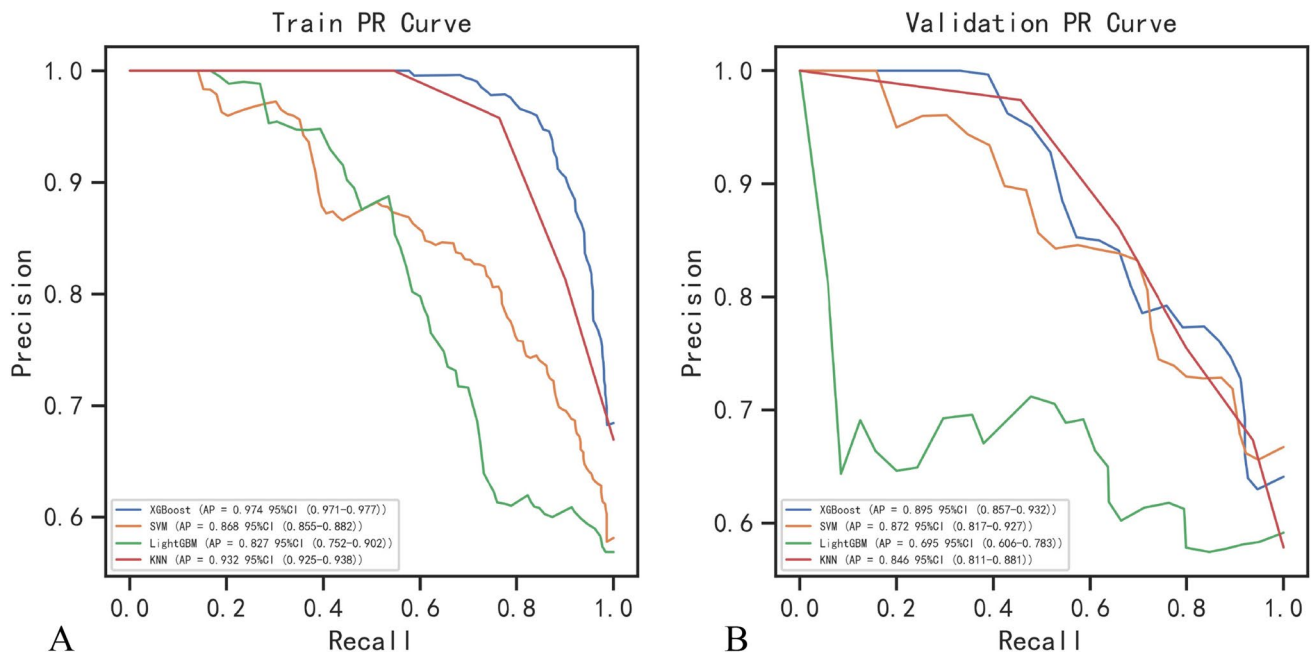 Train PR Curve
Precision
1.0
0.9
0.8
0.7
0.6
XGBoost (AP = 0.974 95%CI (0.971-0.977))
SVM (AP = 0.868 95%CI (0.855-0.882))
LightGBM (AP = 0.827 95%CI (0.752-0.902))
KNN (AP = 0.932 95%CI (0.925-0.938))
0.0 0.2 0.4 0.6 0.8 1.0
Recall
A
Validation PR Curve
Precision
1.0
0.9
0.8
0.7
0.6
XGBoost (AP = 0.895 95%CI (0.857-0.932))
SVM (AP = 0.872 95%CI (0.817-0.927))
LightGBM (AP = 0.695 95%CI (0.606-0.783))
KNN (AP = 0.846 95%CI (0.811-0.881))
0.0 0.2 0.4 0.6 0.8 1.0
Recall
B